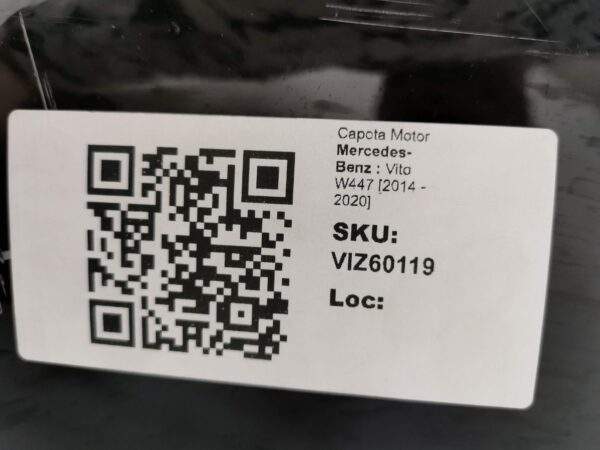 Capota Motor
Mercedes-
Benz : Vito
W447 [2014 -
2020]
SKU:
VIZ60119
Loc: